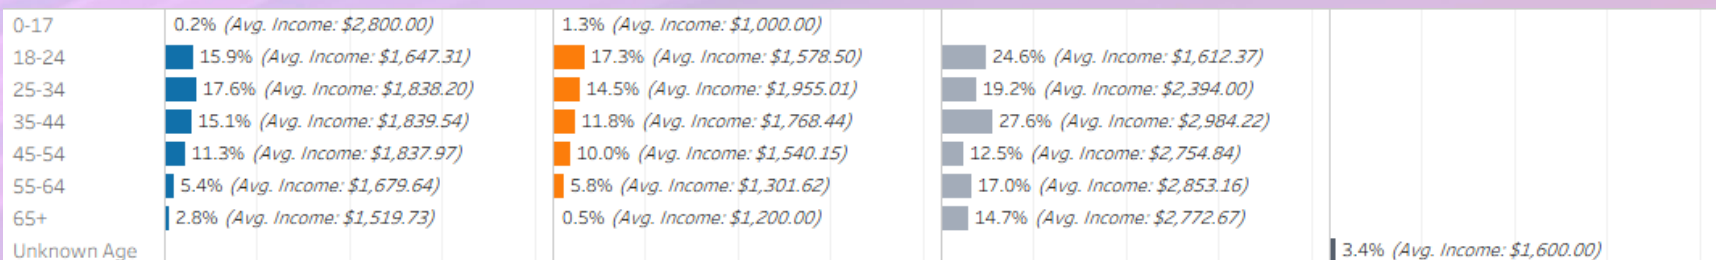 0-17 0.2% (Avg. Income: $2,800.00) 1.3% (Avg. Income: $1,000.00)
18-24 15.9% (Avg. Income: $1,647.31) 17.3% (Avg. Income: $1,578.50) 24.6% (Avg. Income: $1,612.37)
25-34 17.6% (Avg. Income: $1,838.20) 14.5% (Avg. Income: $1,955.01) 19.2% (Avg. Income: $2,394.00)
35-44 15.1% (Avg. Income: $1,839.54) 11.8% (Avg. Income: $1,768.44) 27.6% (Avg. Income: $2,984.22)
45-54 11.3% (Avg. Income: $1,837.97) 10.0% (Avg. Income: $1,540.15) 12.5% (Avg. Income: $2,754.84)
55-64 5.4% (Avg. Income: $1,679.64) 5.8% (Avg. Income: $1,301.62) 17.0% (Avg. Income: $2,853.16)
65+ 2.8% (Avg. Income: $1,519.73) 0.5% (Avg. Income: $1,200.00) 14.7% (Avg. Income: $2,772.67)
Unknown Age 3.4% (Avg. Income: $1,600.00)